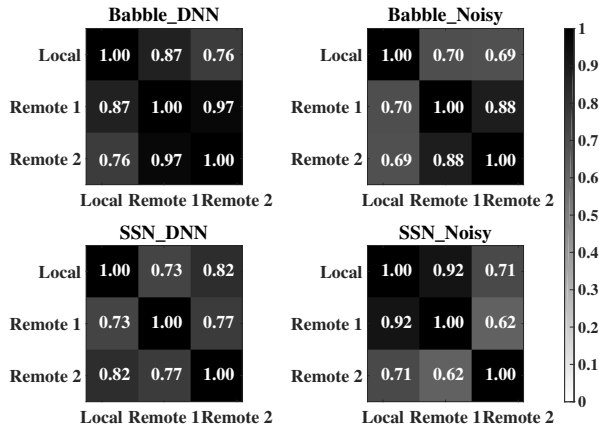 Babble_DNN
Babble_Noisy
Local 1.00 0.87 0.76
1.00 0.70 0.69
Remote 1 0.87 1.00 0.97
0.70 1.00 0.88
Remote 2 0.76 0.97 1.00
0.69 0.88 1.00
Local Remote 1 Remote 2
Local Remote 1 Remote 2
SSN_DNN
SSN_Noisy
Local 1.00 0.73 0.82
Local 1.00 0.92 0.71
Remote 1 0.73 1.00 0.77
Remote 1 0.92 1.00 0.62
Remote 2 0.82 0.77 1.00
Remote 2 0.71 0.62 1.00
Local Remote 1 Remote 2
Local Remote 1 Remote 2
1
0.9
0.8
0.7
0.6
0.5
0.4
0.3
0.2
0.1
0